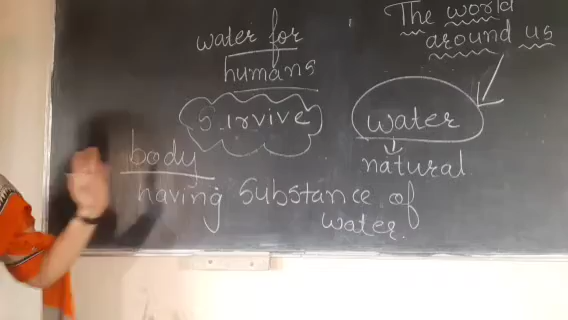 The world
around us
water for
humans
survive
water
natural
body
having substance of
water.